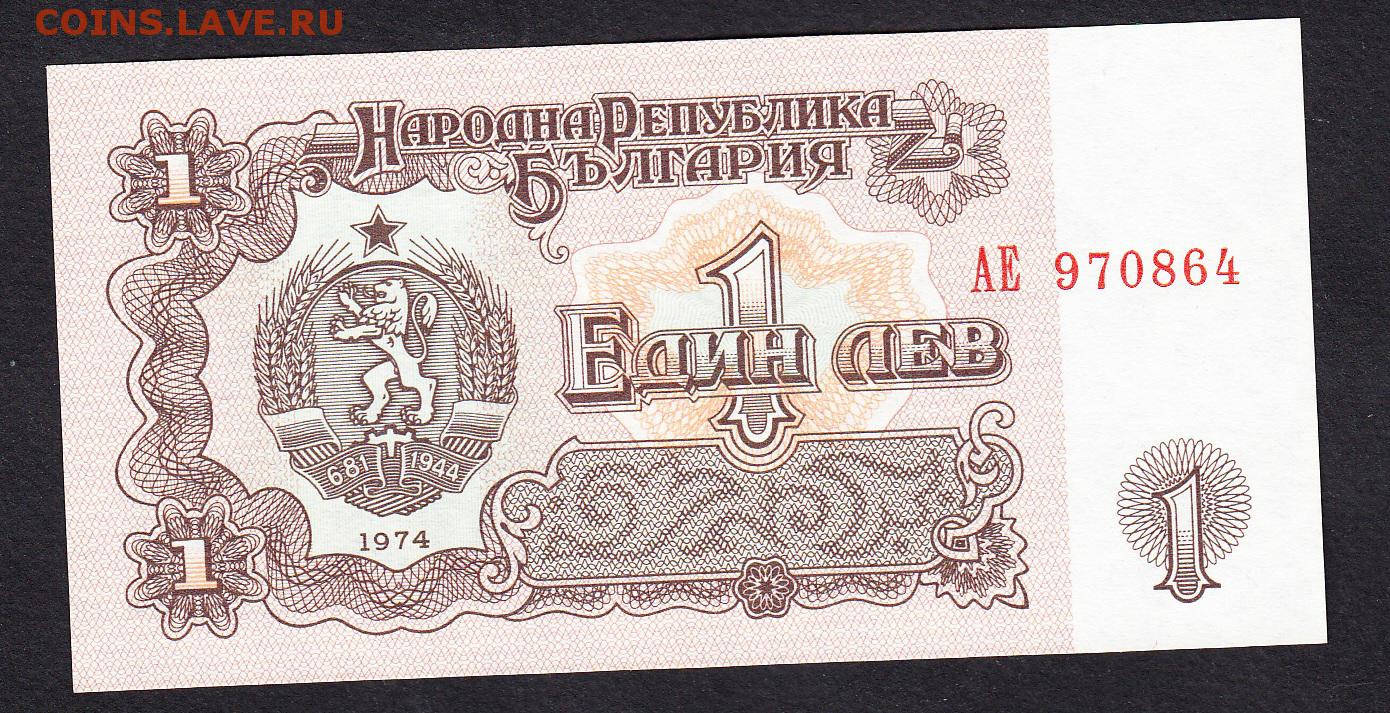 COINS.LAVE.RU
НАРОДНА РЕПУБЛИКА
БЪЛГАРИЯ
1
1
АЕ 970864
ЕДИН ЛЕВ
681 1944
1974
1
1